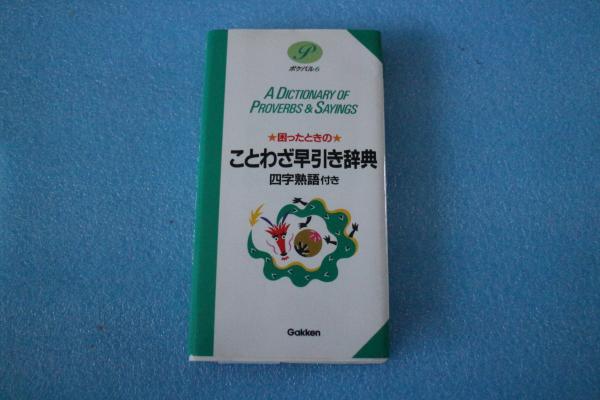 P
ポケパル6
A DICTIONARY OF
PROVERBS & SAYINGS
★困ったときの★
ことわざ早引き辞典
四字熟語付き
Gakken